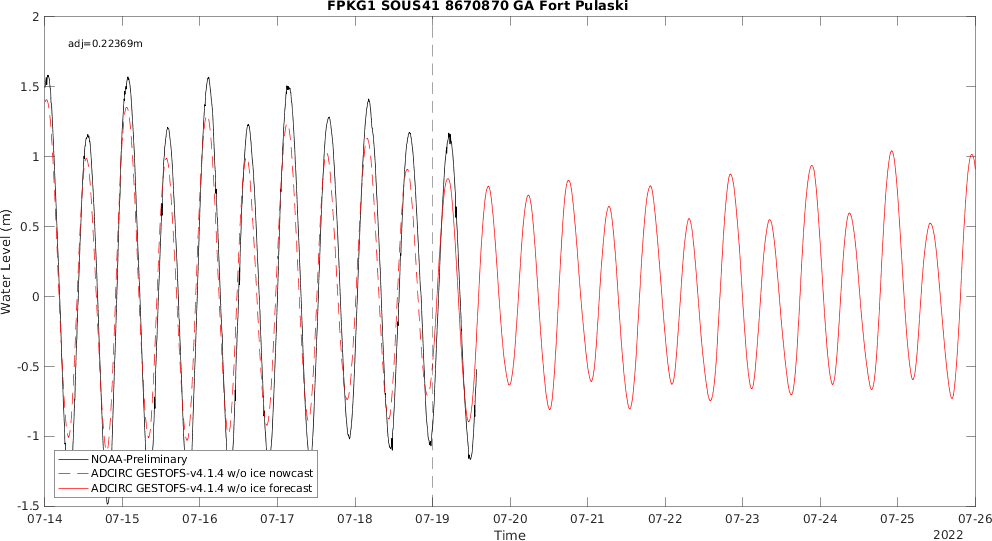 FPKG1 SOUS41 8670870 GA Fort Pulaski
2
adj=0.22369m
1.5
1
0.5
0
-0.5
-1
-1.5
Water Level (m)
NOAA-Preliminary
ADCIRC GESTOFS-v4.1.4 w/o ice nowcast
ADCIRC GESTOFS-v4.1.4 w/o ice forecast
07-14 07-15 07-16 07-17 07-18 07-19 07-20 07-21 07-22 07-23 07-24 07-25 07-26
Time
2022